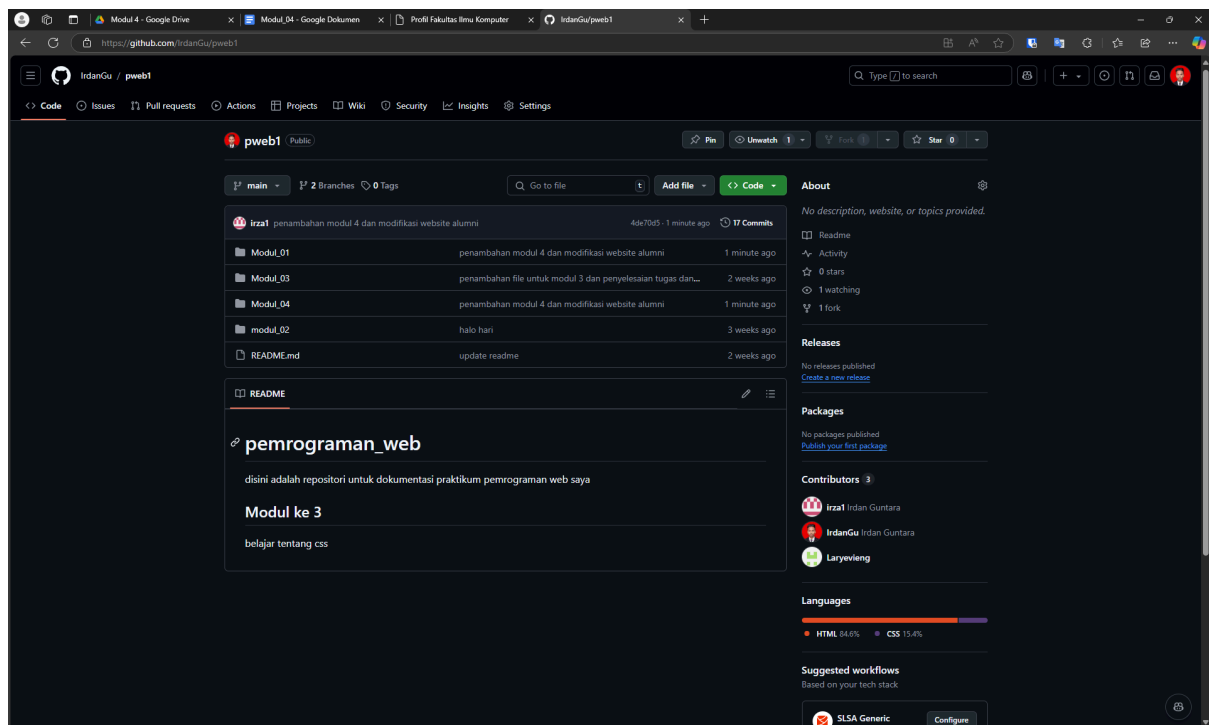 Modul 4 - Google Drive
Modul_04 - Google Dokumen
Profil Fakultas Ilmu Komputer
IrdanGu/pweb1
https://github.com/IrdanGu/pweb1
IrdanGu / pweb1
Type / to search
Code Issues Pull requests Actions Projects Wiki Security Insights Settings
pweb1 Public
Pin Unwatch 1 Fork 1 Star 0
main 2 Branches 0 Tags
Go to file t Add file Code
irza1 penambahan modul 4 dan modifikasi website alumni 4de70d5 · 1 minute ago 17 Commits
Modul_01 penambahan modul 4 dan modifikasi website alumni 1 minute ago
Modul_03 penambahan file untuk modul 3 dan penyelesaian tugas dan... 2 weeks ago
Modul_04 penambahan modul 4 dan modifikasi website alumni 1 minute ago
modul_02 halo hari 3 weeks ago
README.md update readme 2 weeks ago
README
pemrograman_web
disini adalah repositori untuk dokumentasi praktikum pemrograman web saya
Modul ke 3
belajar tentang css
About
No description, website, or topics provided.
Readme
Activity
0 stars
1 watching
1 fork
Releases
No releases published
Create a new release
Packages
No packages published
Publish your first package
Contributors 3
irza1 Irdan Guntara
IrdanGu Irdan Guntara
Laryevieng
Languages
HTML 84.6% CSS 15.4%
Suggested workflows
Based on your tech stack
SLSA Generic
Configure